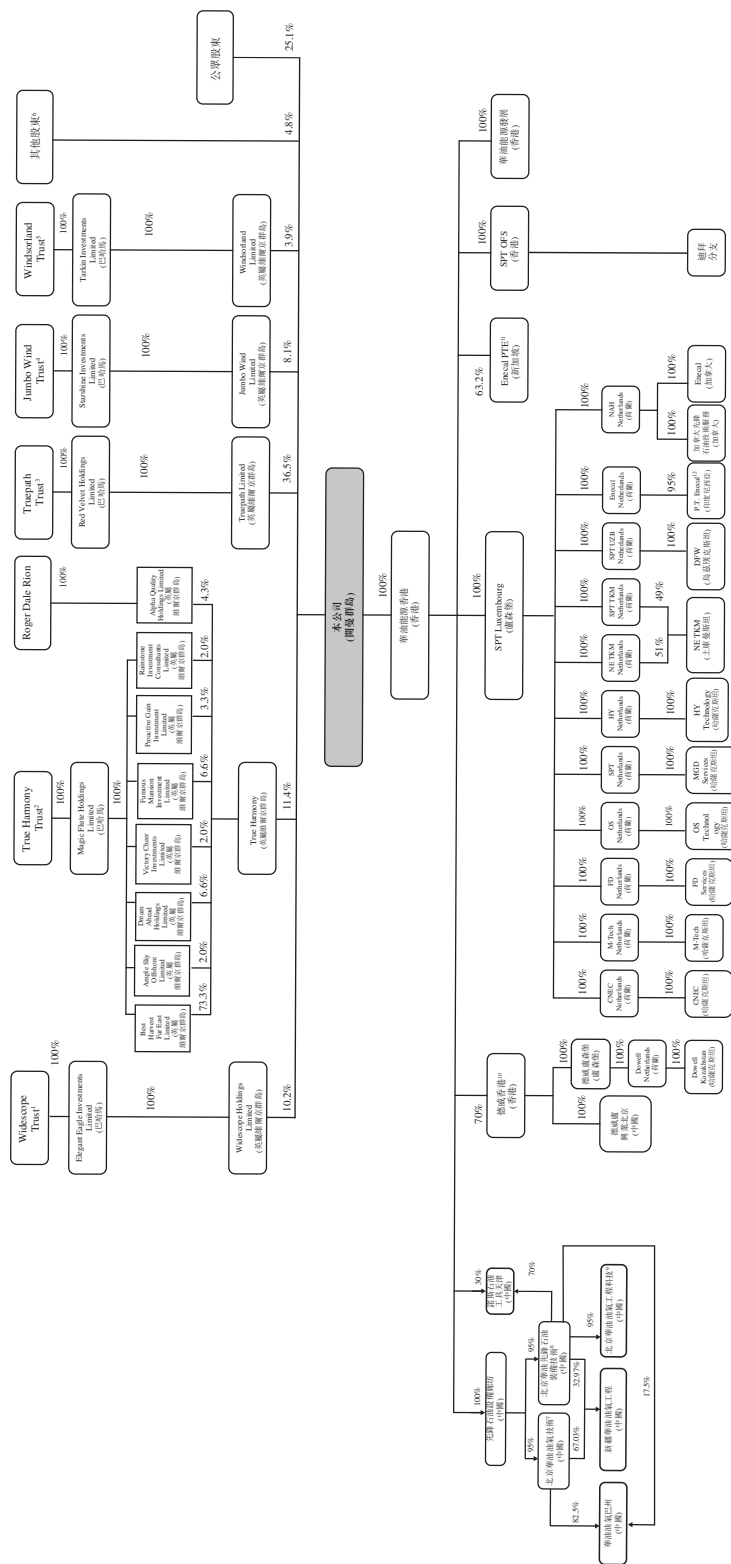 Widescope
Trust¹
100%
Elegant Eagle Investments
Limited
(巴哈馬)
100%
Widescope Holdings
Limited
(英屬維爾京群島)
10.2%
True Harmony
Trust²
100%
Magic Flute Holdings
Limited
(巴哈馬)
100%
Best
Harvest
Far East
Limited
(英屬
維爾京群島)
Ample Sky
Offshore
Limited
(英屬
維爾京群島)
Dream
Ahead
Holdings
Limited
(英屬
維爾京群島)
Victory Cheer
Investments
Limited
(英屬
維爾京群島)
Famous
Mansion
Investment
Limited
(英屬
維爾京群島)
Proactive Gain
Investment
Limited
(英屬
維爾京群島)
Ramstone
Investment
Consultants
Limited
(英屬
維爾京群島)
Roger Dale Rion
100%
Alpha Quality
Holdings Limited
(英屬
維爾京群島)
73.3%
2.0%
6.6%
2.0%
6.6%
3.3%
2.0%
4.3%
True Harmony
(英屬維爾京群島)
11.4%
Truepath
Trust³
100%
Red Velvet Holdings
Limited
(巴哈馬)
100%
Truepath Limited
(英屬維爾京群島)
36.5%
Jumbo Wind
Trust⁴
100%
Starshine Investments
Limited
(巴哈馬)
100%
Jumbo Wind
Limited
(英屬維爾京群島)
8.1%
Windsorland
Trust⁵
100%
Tarkin Investments
Limited
(巴哈馬)
100%
Windsorland
Limited
(英屬維爾京群島)
3.9%
其他股東⁶
4.8%
公眾股東
25.1%
本公司
(開曼群島)
100%
華油能源香港
(香港)
100%
先鋒石油設備廊坊
(中國)
30%
諾斯石油
工具天津
(中國)
70%
95%
北京華油油氣技術⁷
(中國)
95%
北京華油先鋒石油
裝備技術⁸
(中國)
82.5%
67.03%
32.97%
95%
17.5%
華油油氣巴州
(中國)
新疆華油油氣工程
(中國)
北京華油油氣工程科技⁹
(中國)
70%
德威香港¹⁰
(香港)
100%
德威盧
興業北京
(中國)
100%
德威盧森堡
(盧森堡)
100%
Dowell
Netherlands
(荷蘭)
100%
Dowell
Kazakhstan
(哈薩克斯坦)
100%
SPT Luxembourg
(盧森堡)
100%
CNEC
Netherlands
(荷蘭)
100%
CNEC
(哈薩克斯坦)
100%
M-Tech
Netherlands
(荷蘭)
100%
M-Tech
(哈薩克斯坦)
100%
FD
Netherlands
(荷蘭)
100%
FD
Services
(哈薩克斯坦)
100%
OS
Netherlands
(荷蘭)
100%
OS
Technol
ogy
(哈薩克斯坦)
100%
SPT
Netherlands
(荷蘭)
100%
MGD
Services
(哈薩克斯坦)
100%
HY
Netherlands
(荷蘭)
100%
HY
Technology
(哈薩克斯坦)
100%
NE TKM
Netherlands
(荷蘭)
100%
SPT TKM
Netherlands
(荷蘭)
51%
49%
NE TKM
(土庫曼斯坦)
100%
SPT UZB
Netherlands
(荷蘭)
100%
DFW
(烏茲別克斯坦)
100%
Enecal
Netherlands
(荷蘭)
95%
P.T. Enecal¹²
(印度尼西亞)
100%
NAH
Netherlands
(荷蘭)
100%
加拿大先鋒
石油技術服務
(加拿大)
100%
Enecal
(加拿大)
63.2%
Enecal PTE¹¹
(新加坡)
100%
SPT OFS
(香港)
迪拜
分支
100%
華油能源發展
(香港)